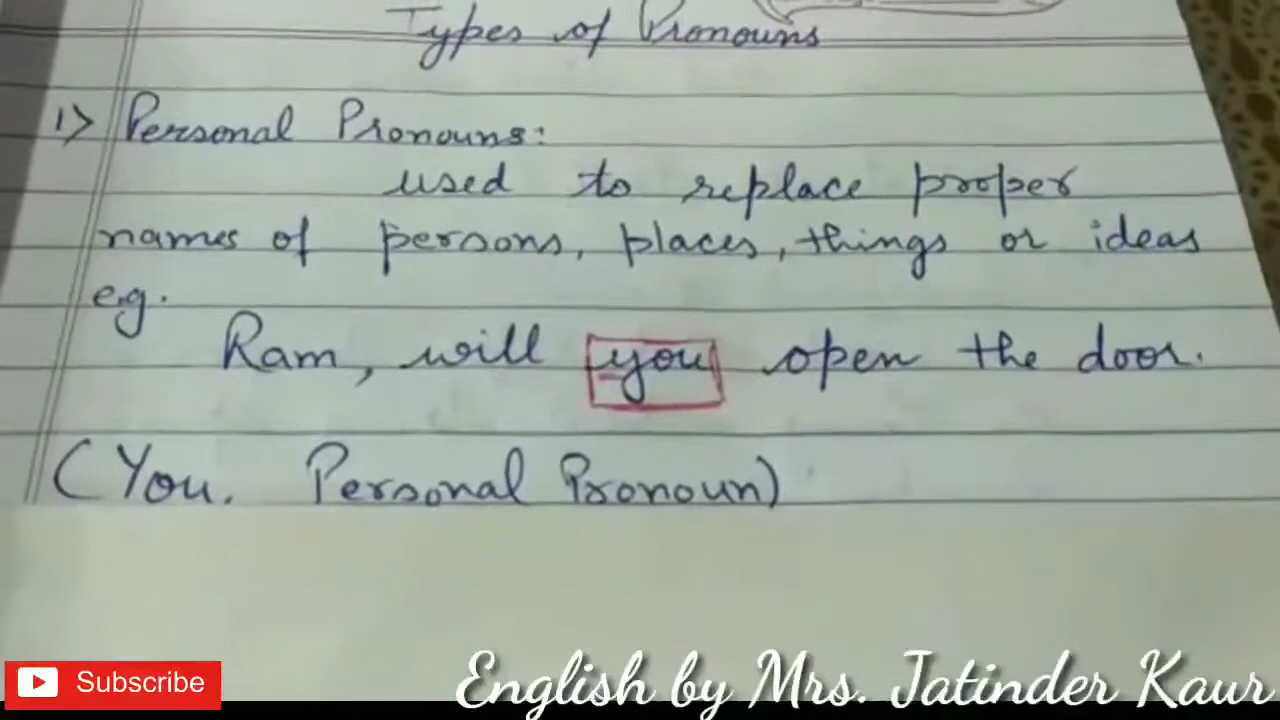 Types of Pronouns
1) Personal Pronouns:
used to replace proper
names of persons, places, things or ideas
e.g.
Ram, will you open the door.
(You. Personal Pronoun)
Subscribe
English by Mrs. Jatinder Kaur